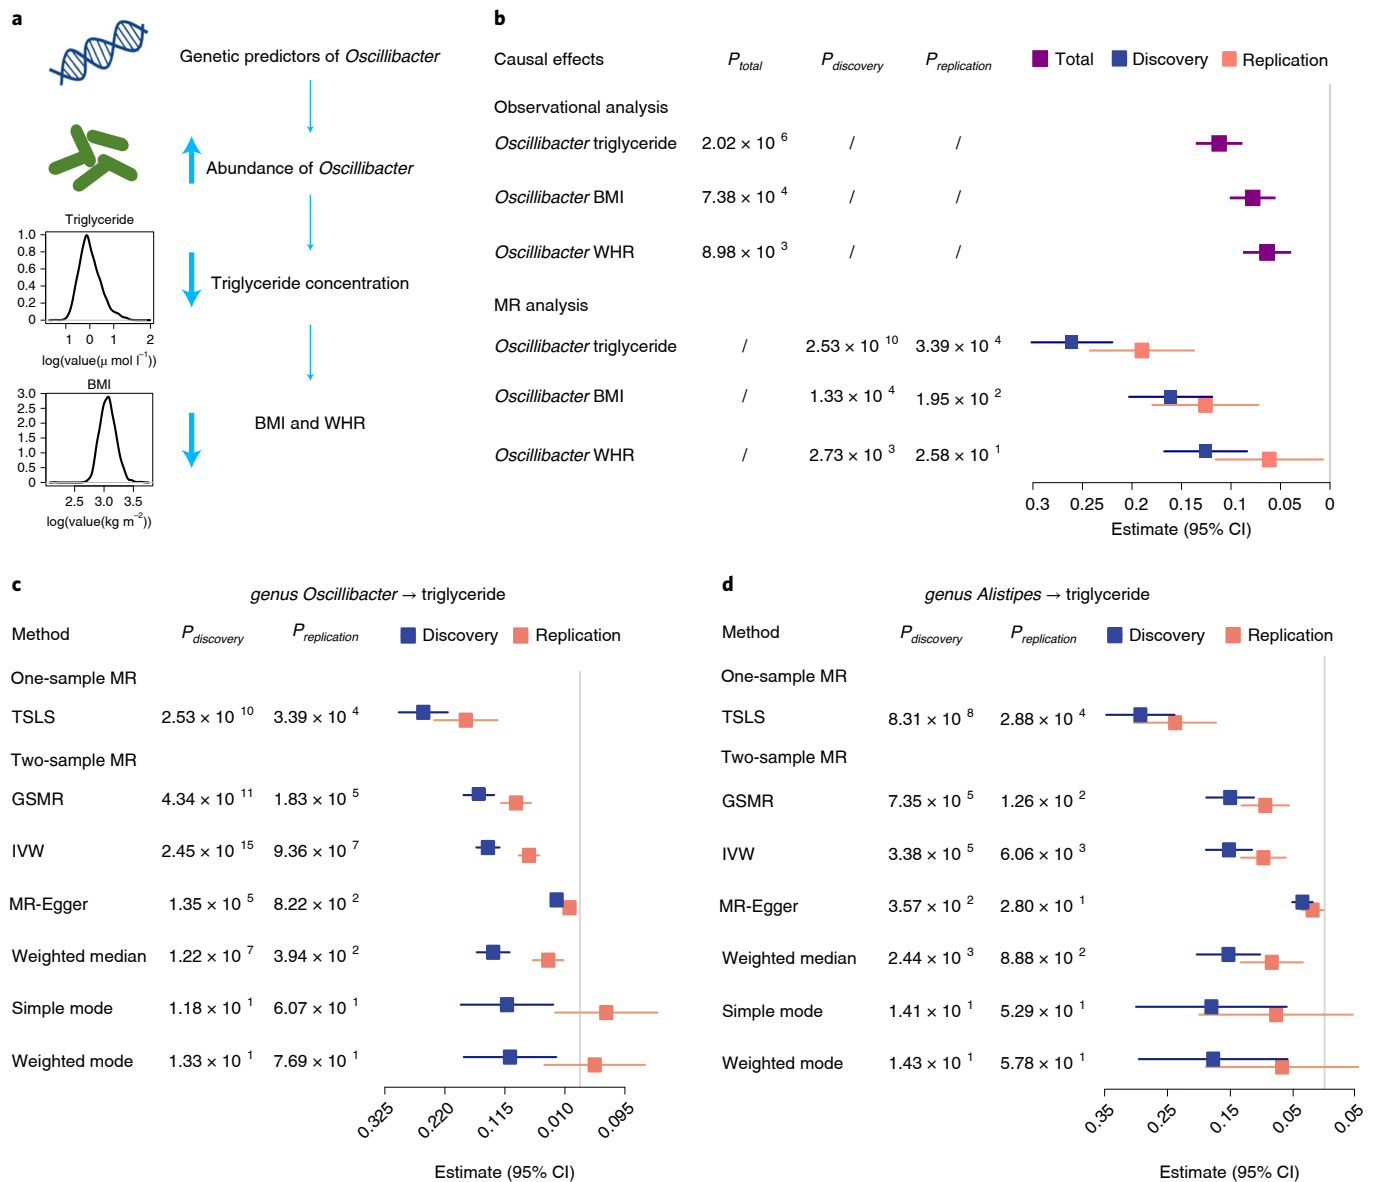 a
Genetic predictors of Oscillibacter
Abundance of Oscillibacter
Triglyceride
1.0
0.8
0.6
0.4
0.2
0
1 0 1 2
log(value(μ mol l⁻¹))
Triglyceride concentration
BMI
3.0
2.5
2.0
1.5
1.0
0.5
0
2.5 3.0 3.5
log(value(kg m⁻²))
BMI and WHR
b
Causal effects P_total P_discovery P_replication Total Discovery Replication
Observational analysis
Oscillibacter triglyceride 2.02 × 10 ⁶ / /
Oscillibacter BMI 7.38 × 10 ⁴ / /
Oscillibacter WHR 8.98 × 10 ³ / /
MR analysis
Oscillibacter triglyceride / 2.53 × 10 ¹⁰ 3.39 × 10 ⁴
Oscillibacter BMI / 1.33 × 10 ⁴ 1.95 × 10 ²
Oscillibacter WHR / 2.73 × 10 ³ 2.58 × 10 ¹
0.3 0.25 0.2 0.15 0.1 0.05 0
Estimate (95% CI)
c
genus Oscillibacter → triglyceride
Method P_discovery P_replication Discovery Replication
One-sample MR
TSLS 2.53 × 10 ¹⁰ 3.39 × 10 ⁴
Two-sample MR
GSMR 4.34 × 10 ¹¹ 1.83 × 10 ⁵
IVW 2.45 × 10 ¹⁵ 9.36 × 10 ⁷
MR-Egger 1.35 × 10 ⁵ 8.22 × 10 ²
Weighted median 1.22 × 10 ⁷ 3.94 × 10 ²
Simple mode 1.18 × 10 ¹ 6.07 × 10 ¹
Weighted mode 1.33 × 10 ¹ 7.69 × 10 ¹
0.325 0.220 0.115 0.010 0.095
Estimate (95% CI)
d
genus Alistipes → triglyceride
Method P_discovery P_replication Discovery Replication
One-sample MR
TSLS 8.31 × 10 ⁸ 2.88 × 10 ⁴
Two-sample MR
GSMR 7.35 × 10 ⁵ 1.26 × 10 ²
IVW 3.38 × 10 ⁵ 6.06 × 10 ³
MR-Egger 3.57 × 10 ² 2.80 × 10 ¹
Weighted median 2.44 × 10 ³ 8.88 × 10 ²
Simple mode 1.41 × 10 ¹ 5.29 × 10 ¹
Weighted mode 1.43 × 10 ¹ 5.78 × 10 ¹
0.35 0.25 0.15 0.05 0.05
Estimate (95% CI)